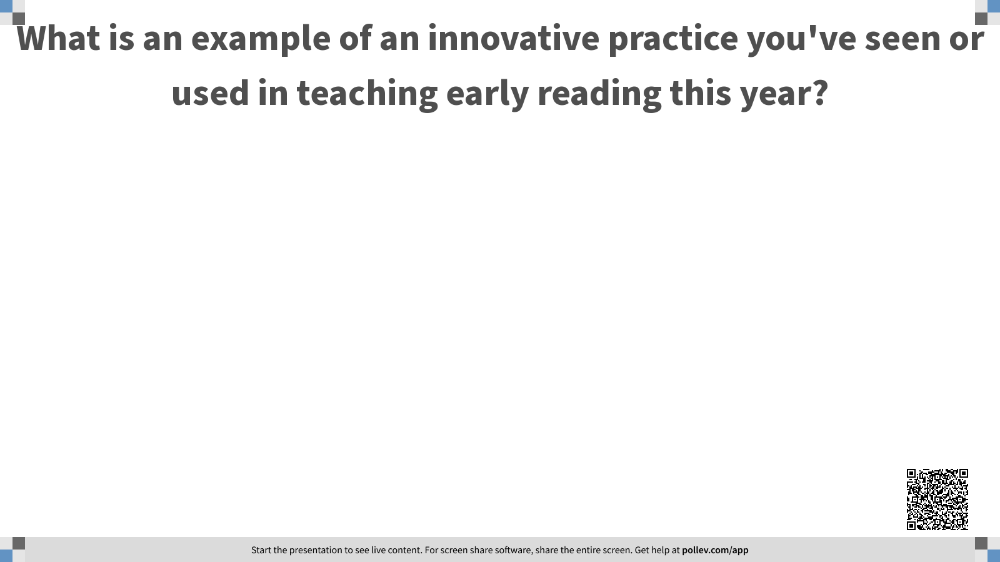 What is an example of an innovative practice you've seen or
used in teaching early reading this year?
Start the presentation to see live content. For screen share software, share the entire screen. Get help at pollev.com/app